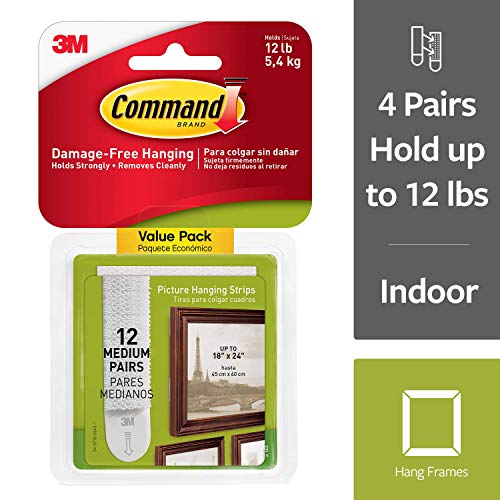 3M
Holds | Sujeta
12 lb
5,4 kg
Command
BRAND
Damage-Free Hanging
Holds Strongly • Removes Cleanly
Para colgar sin dañar
Sujeta firmemente
No deja residuos al retirar
Value Pack
Paquete Económico
Picture Hanging Strips
Tiras para colgar cuadros
12
MEDIUM
PAIRS
PARES
MEDIANOS
3M
UP TO
18" x 24"
hasta
45 cm x 60 cm
4 Pairs
Hold up
to 12 lbs
Indoor
Hang Frames